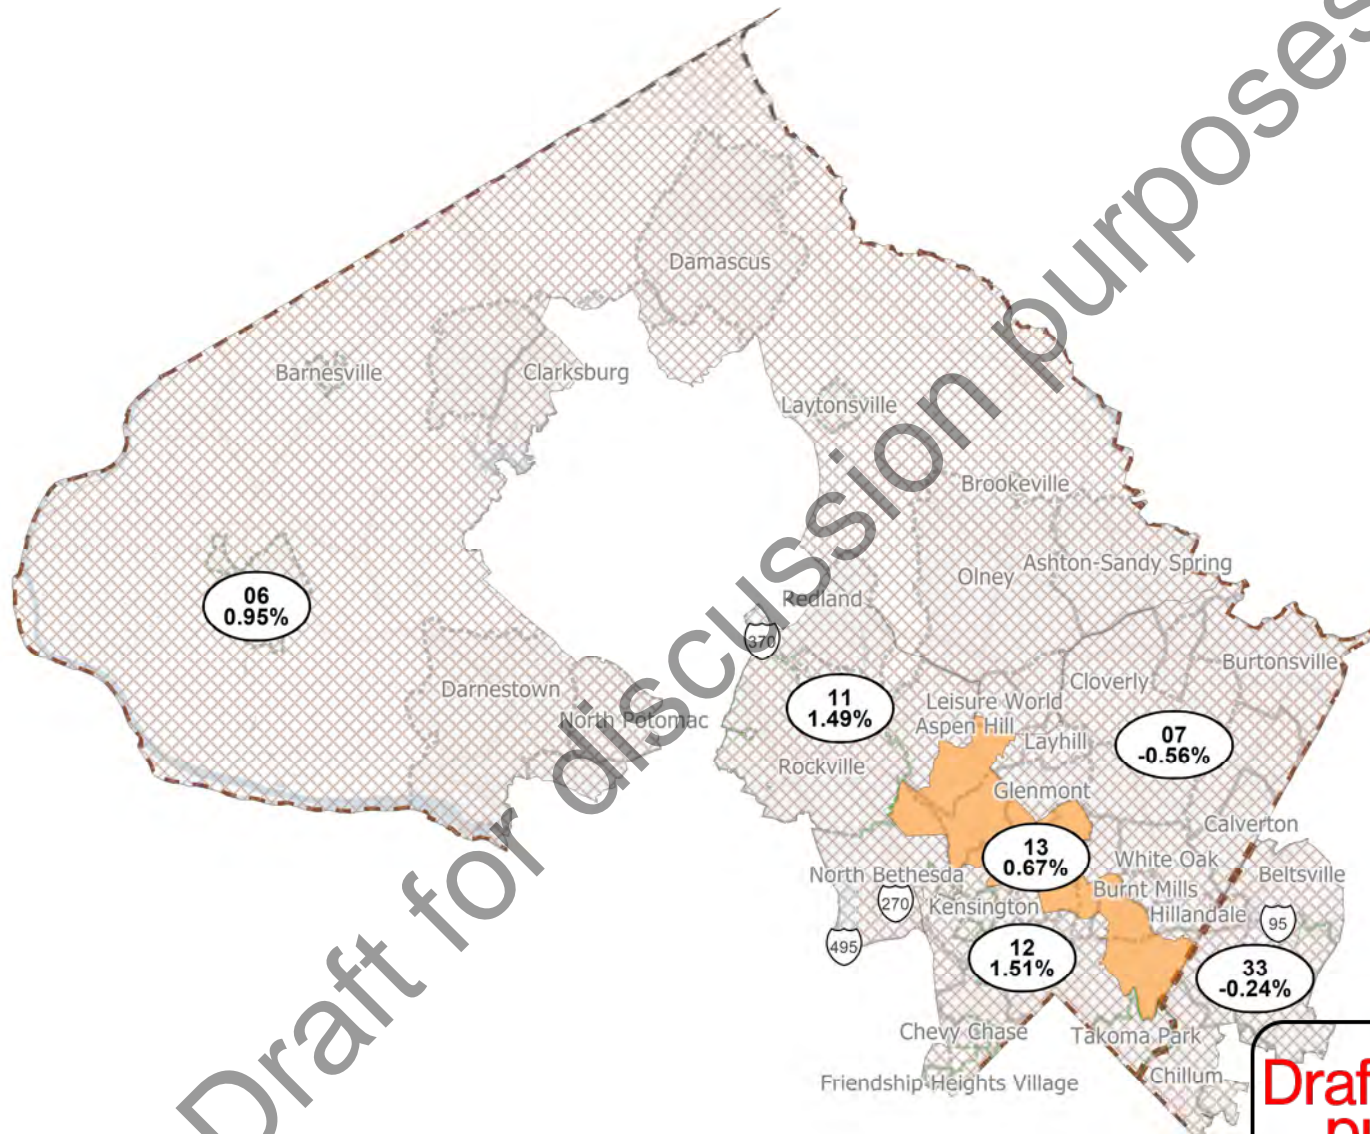 Draft for discussion purposes
Damascus
Barnesville
Clarksburg
Laytonsville
Brookeville
Ashton-Sandy Spring
Olney
Redland
06
0.95%
370
Burtonsville
Cloverly
Darnestown
North Potomac
Leisure World
Aspen Hill
11
1.49%
Layhill
07
-0.56%
Rockville
Glenmont
Calverton
13
0.67%
White Oak
North Bethesda
Beltsville
Burnt Mills
270
Kensington
Hillandale
95
495
12
1.51%
33
-0.24%
Chevy Chase
Takoma Park
Chillum
Friendship Heights Village
Draf